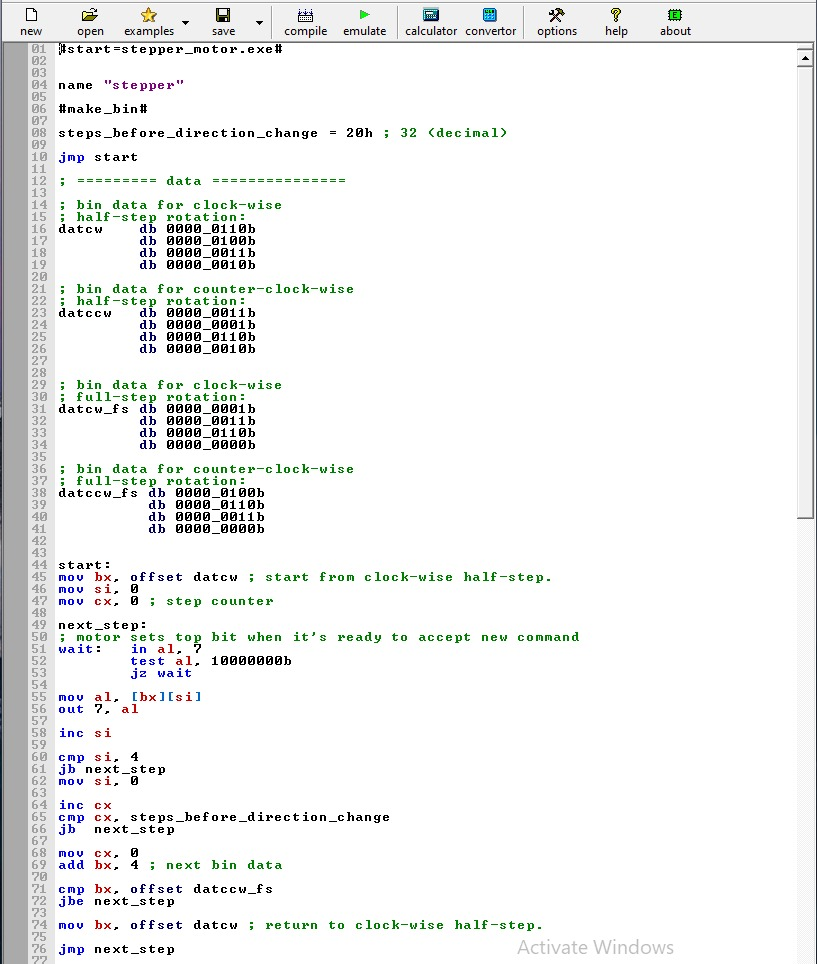 new open examples save compile emulate calculator convertor options help about
01 #start=stepper_motor.exe#
02
03
04 name "stepper"
05
06 #make_bin#
07
08 steps_before_direction_change = 20h ; 32 (decimal)
09
10 jmp start
11
12 ; ========= data ===============
13
14 ; bin data for clock-wise
15 ; half-step rotation:
16 datcw    db 0000_0110b
17          db 0000_0100b
18          db 0000_0011b
19          db 0000_0010b
20
21 ; bin data for counter-clock-wise
22 ; half-step rotation:
23 datccw   db 0000_0011b
24          db 0000_0001b
25          db 0000_0110b
26          db 0000_0010b
27
28
29 ; bin data for clock-wise
30 ; full-step rotation:
31 datcw_fs db 0000_0001b
32          db 0000_0011b
33          db 0000_0110b
34          db 0000_0000b
35
36 ; bin data for counter-clock-wise
37 ; full-step rotation:
38 datccw_fs db 0000_0100b
39           db 0000_0110b
40           db 0000_0011b
41           db 0000_0000b
42
43
44 start:
45 mov bx, offset datcw ; start from clock-wise half-step.
46 mov si, 0
47 mov cx, 0 ; step counter
48
49 next_step:
50 ; motor sets top bit when it's ready to accept new command
51 wait:   in al, 7
52         test al, 10000000b
53         jz wait
54
55 mov al, [bx][si]
56 out 7, al
57
58 inc si
59
60 cmp si, 4
61 jb next_step
62 mov si, 0
63
64 inc cx
65 cmp cx, steps_before_direction_change
66 jb  next_step
67
68 mov cx, 0
69 add bx, 4 ; next bin data
70
71 cmp bx, offset datccw_fs
72 jbe next_step
73
74 mov bx, offset datcw ; return to clock-wise half-step.
75
76 jmp next_step
77
Activate Windows